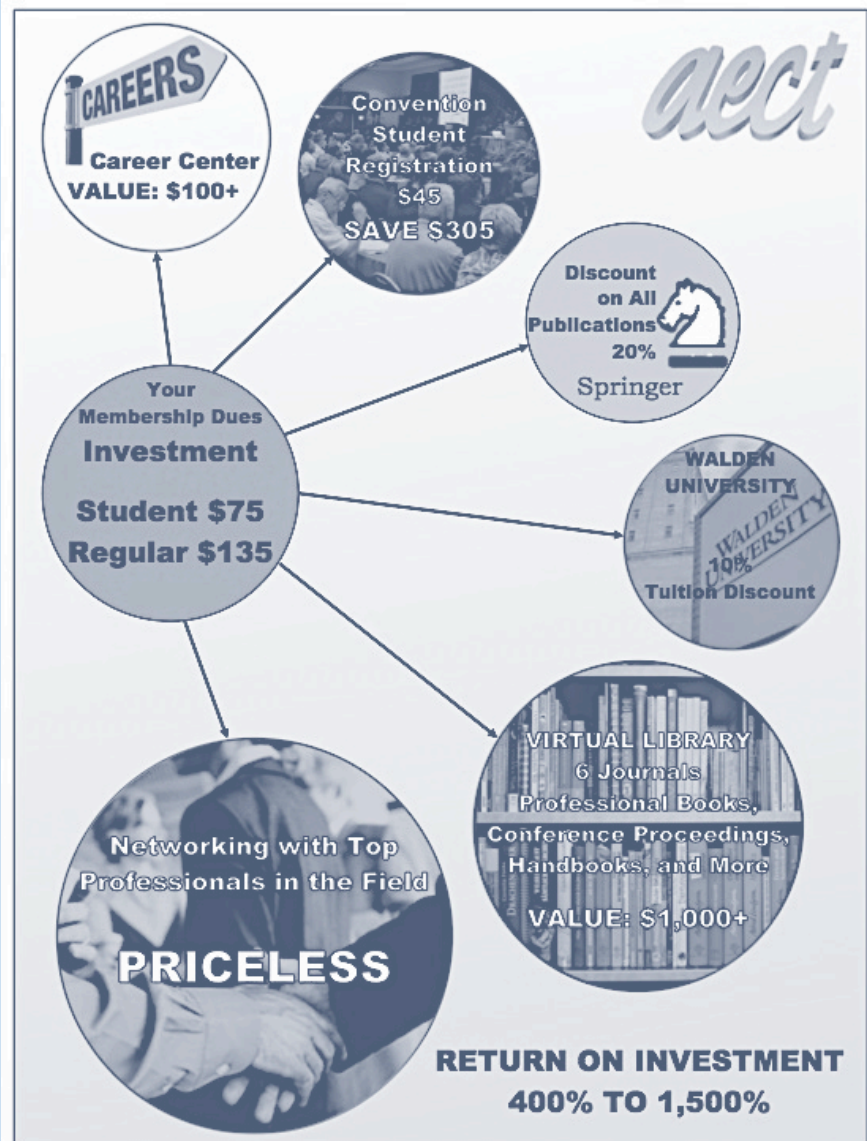 aect
CAREERS
Career Center
VALUE: $100+
Convention
Student
Registration
$45
SAVE $305
Discount
on All
Publications
20%
Springer
Your
Membership Dues
Investment
Student $75
Regular $135
WALDEN
UNIVERSITY
WALDEN
UNIVERSITY
10%
Tuition Discount
VIRTUAL LIBRARY
6 Journals
Professional Books,
Conference Proceedings,
Handbooks, and More
VALUE: $1,000+
Networking with Top
Professionals in the Field
PRICELESS
RETURN ON INVESTMENT
400% TO 1,500%